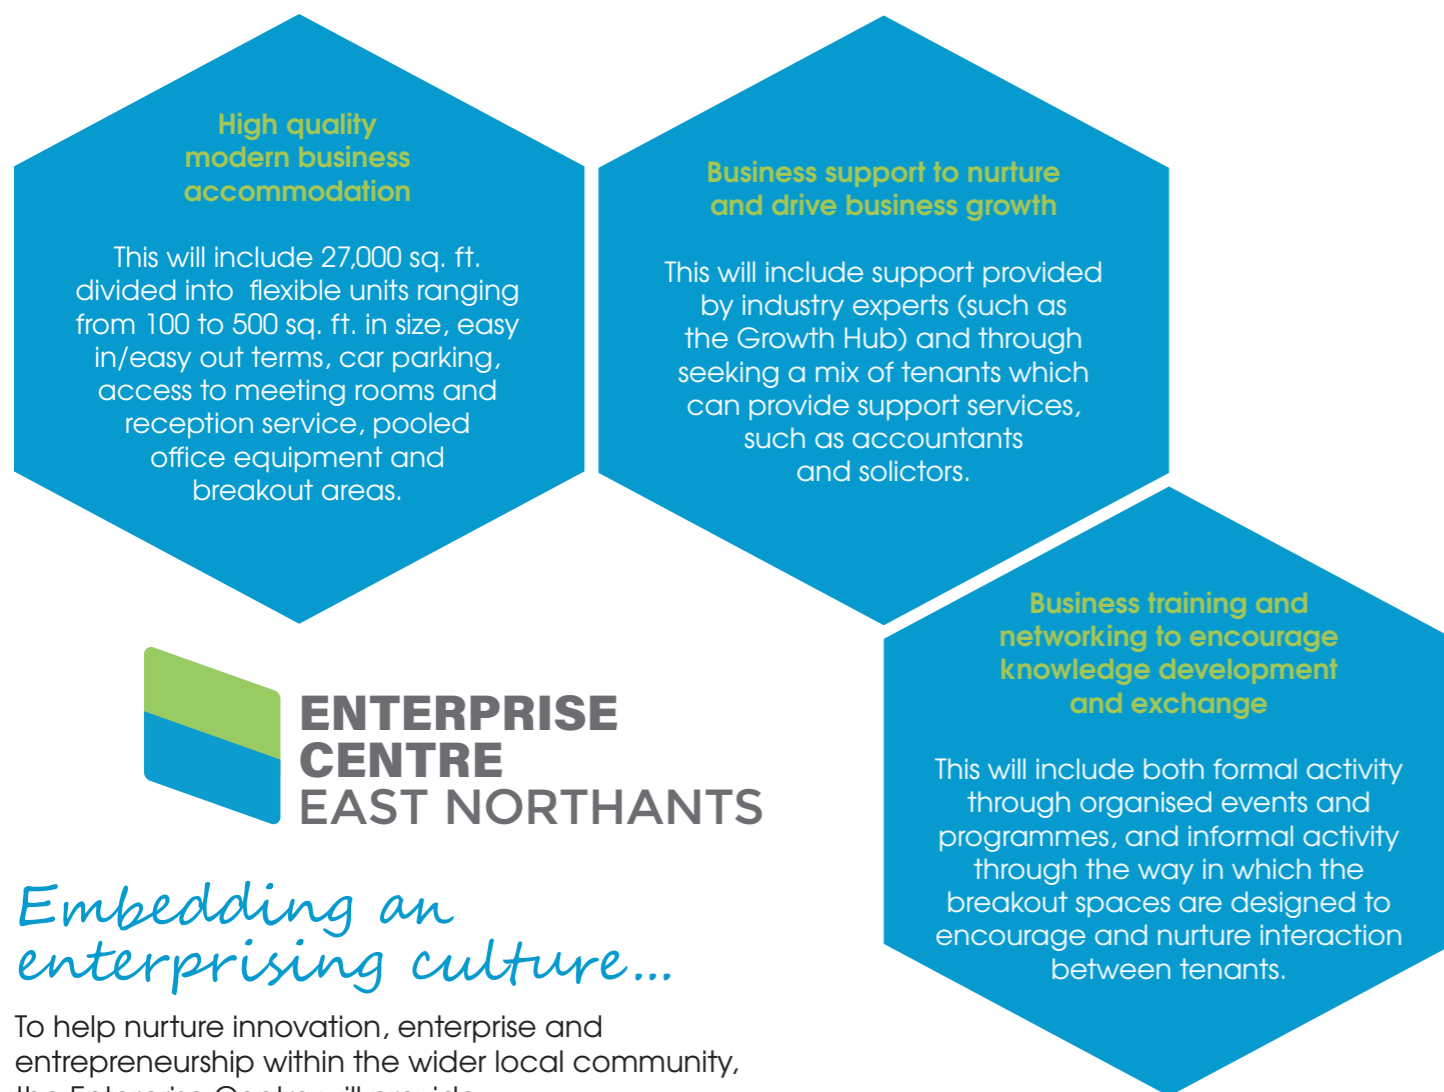 High quality
modern business
accommodation
This will include 27,000 sq. ft.
divided into flexible units ranging
from 100 to 500 sq. ft. in size, easy
in/easy out terms, car parking,
access to meeting rooms and
reception service, pooled
office equipment and
breakout areas.
Business support to nurture
and drive business growth
This will include support provided
by industry experts (such as
the Growth Hub) and through
seeking a mix of tenants which
can provide support services,
such as accountants
and solictors.
Business training and
networking to encourage
knowledge development
and exchange
This will include both formal activity
through organised events and
programmes, and informal activity
through the way in which the
breakout spaces are designed to
encourage and nurture interaction
between tenants.
ENTERPRISE
CENTRE
EAST NORTHANTS
Embedding an
enterprising culture...
To help nurture innovation, enterprise and
entrepreneurship within the wider local community,